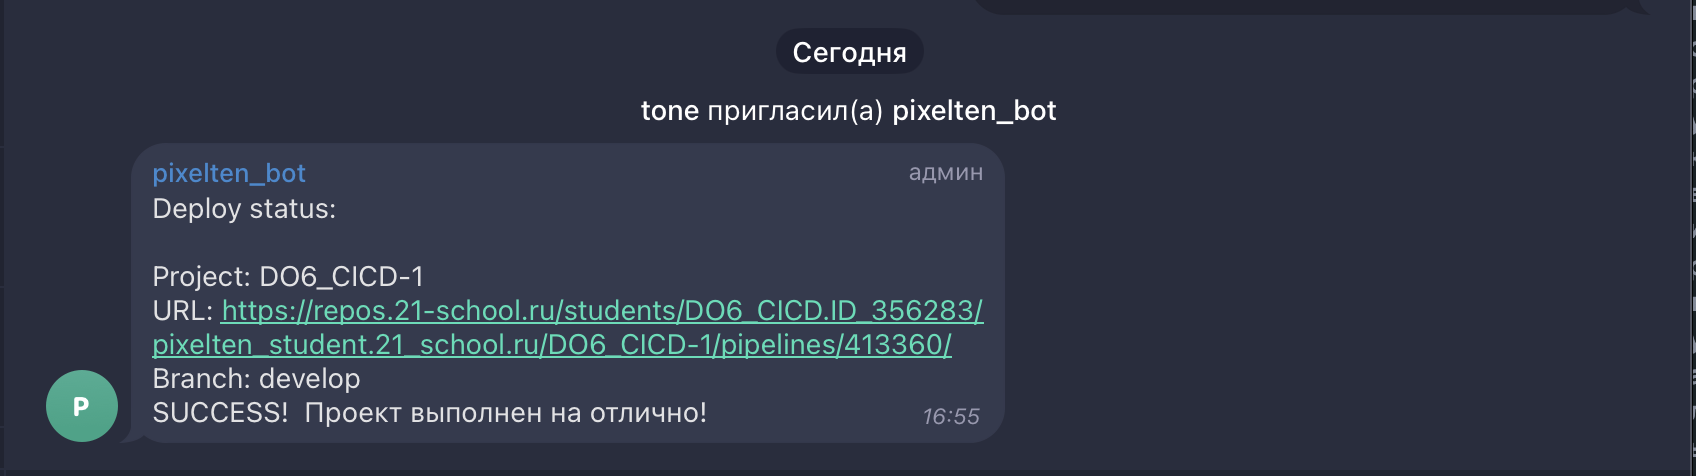 Сегодня
tone пригласил(а) pixelten_bot
pixelten_bot админ
Deploy status:
Project: DO6_CICD-1
URL: https://repos.21-school.ru/students/DO6_CICD.ID_356283/
pixelten_student.21_school.ru/DO6_CICD-1/pipelines/413360/
Branch: develop
P
SUCCESS!  Проект выполнен на отлично! 16:55